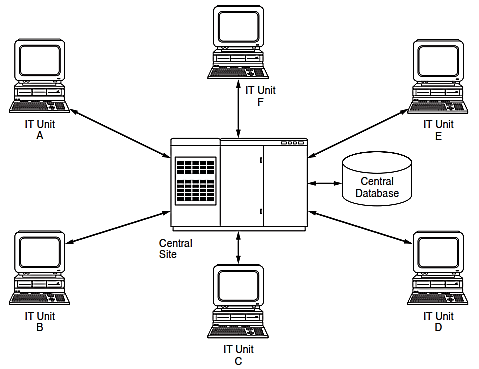 IT Unit
F
IT Unit
A
IT Unit
E
Central
Database
Central
Site
IT Unit
B
IT Unit
C
IT Unit
D